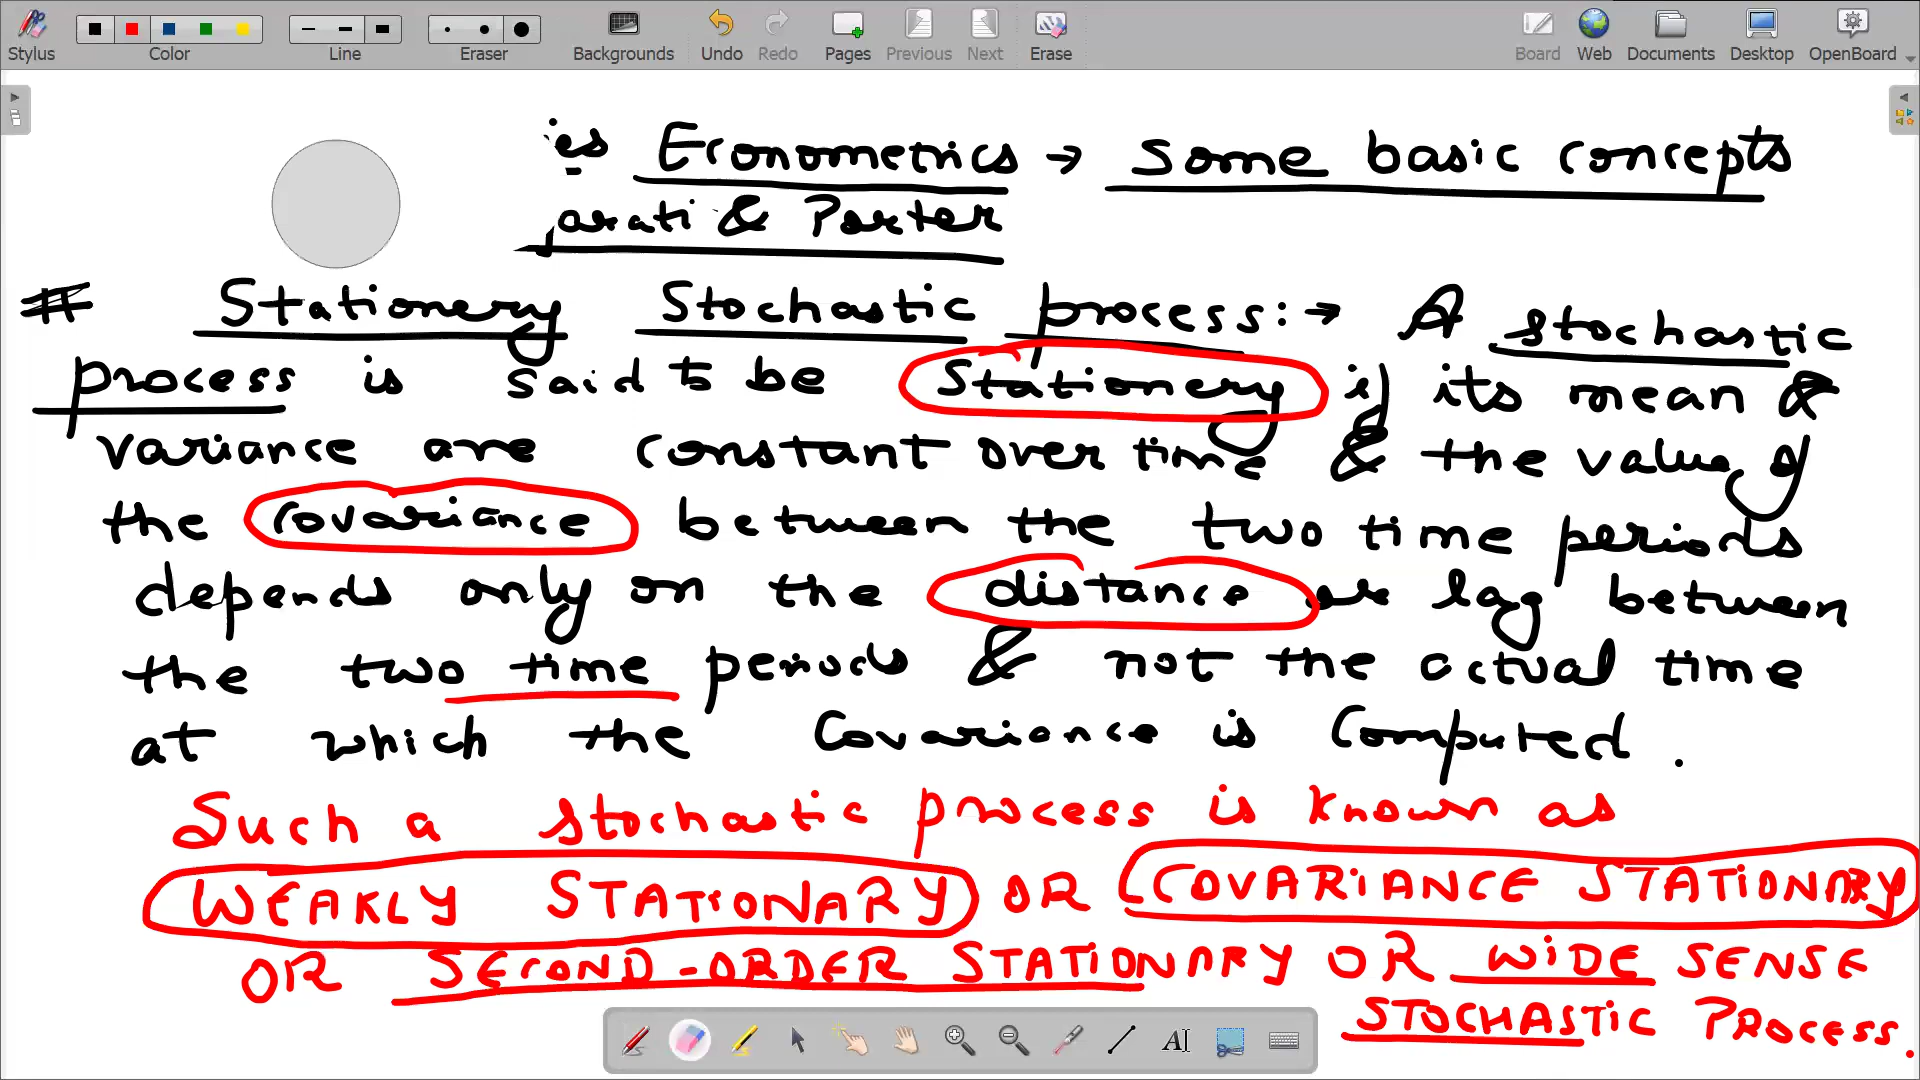 Stylus Color Line Eraser Backgrounds Undo Redo Pages Previous Next Erase Board Web Documents Desktop OpenBoard
ies Econometrics → Some basic concepts
jarati & Porter
# Stationery Stochastic process:→ A stochastic
process is said to be Stationery if its mean &
variance are constant over time & the value of
the covariance between the two time periods
depends only on the distance or lag between
the two time periods & not the actual time
at which the Covariance is Computed.
Such a stochastic process is known as
WEAKLY STATIONARY OR COVARIANCE STATIONARY
OR SECOND-ORDER STATIONARY OR WIDE SENSE
STOCHASTIC PROCESS.